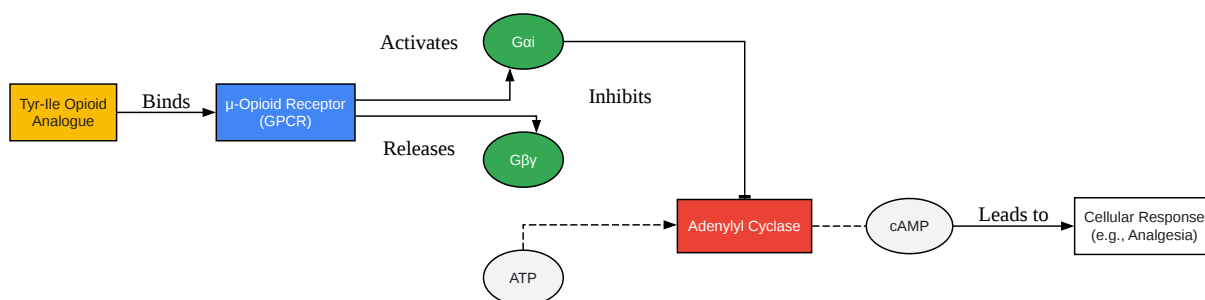 Activates
Gαi
Tyr-Ile Opioid
Analogue
Binds
μ-Opioid Receptor
(GPCR)
Inhibits
Releases
Gβγ
Adenylyl Cyclase
cAMP
Leads to
Cellular Response
(e.g., Analgesia)
ATP